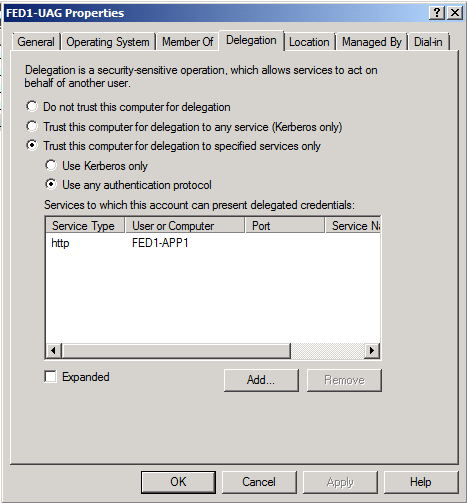 FED1-UAG Properties
General Operating System Member Of Delegation Location Managed By Dial-in
Delegation is a security-sensitive operation, which allows services to act on
behalf of another user.
Do not trust this computer for delegation
Trust this computer for delegation to any service (Kerberos only)
Trust this computer for delegation to specified services only
Use Kerberos only
Use any authentication protocol
Services to which this account can present delegated credentials:
Service Type User or Computer Port Service Na
http FED1-APP1
Expanded Add... Remove
OK Cancel Apply Help